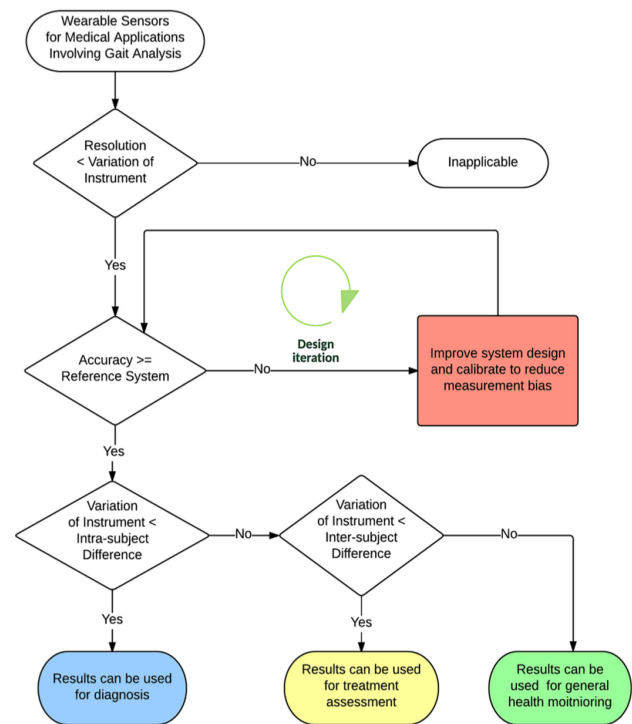 Wearable Sensors
for Medical Applications
Involving Gait Analysis
Resolution
< Variation of
Instrument
No
Inapplicable
Yes
Design
iteration
Accuracy >=
Reference System
No
Improve system design
and calibrate to reduce
measurement bias
Yes
Variation
of Instrument <
Intra-subject
Difference
No
Variation
of Instrument <
Inter-subject
Difference
No
Yes
Yes
Results can be used
for diagnosis
Results can be used
for treatment
assessment
Results can be
used for general
health moitnioring